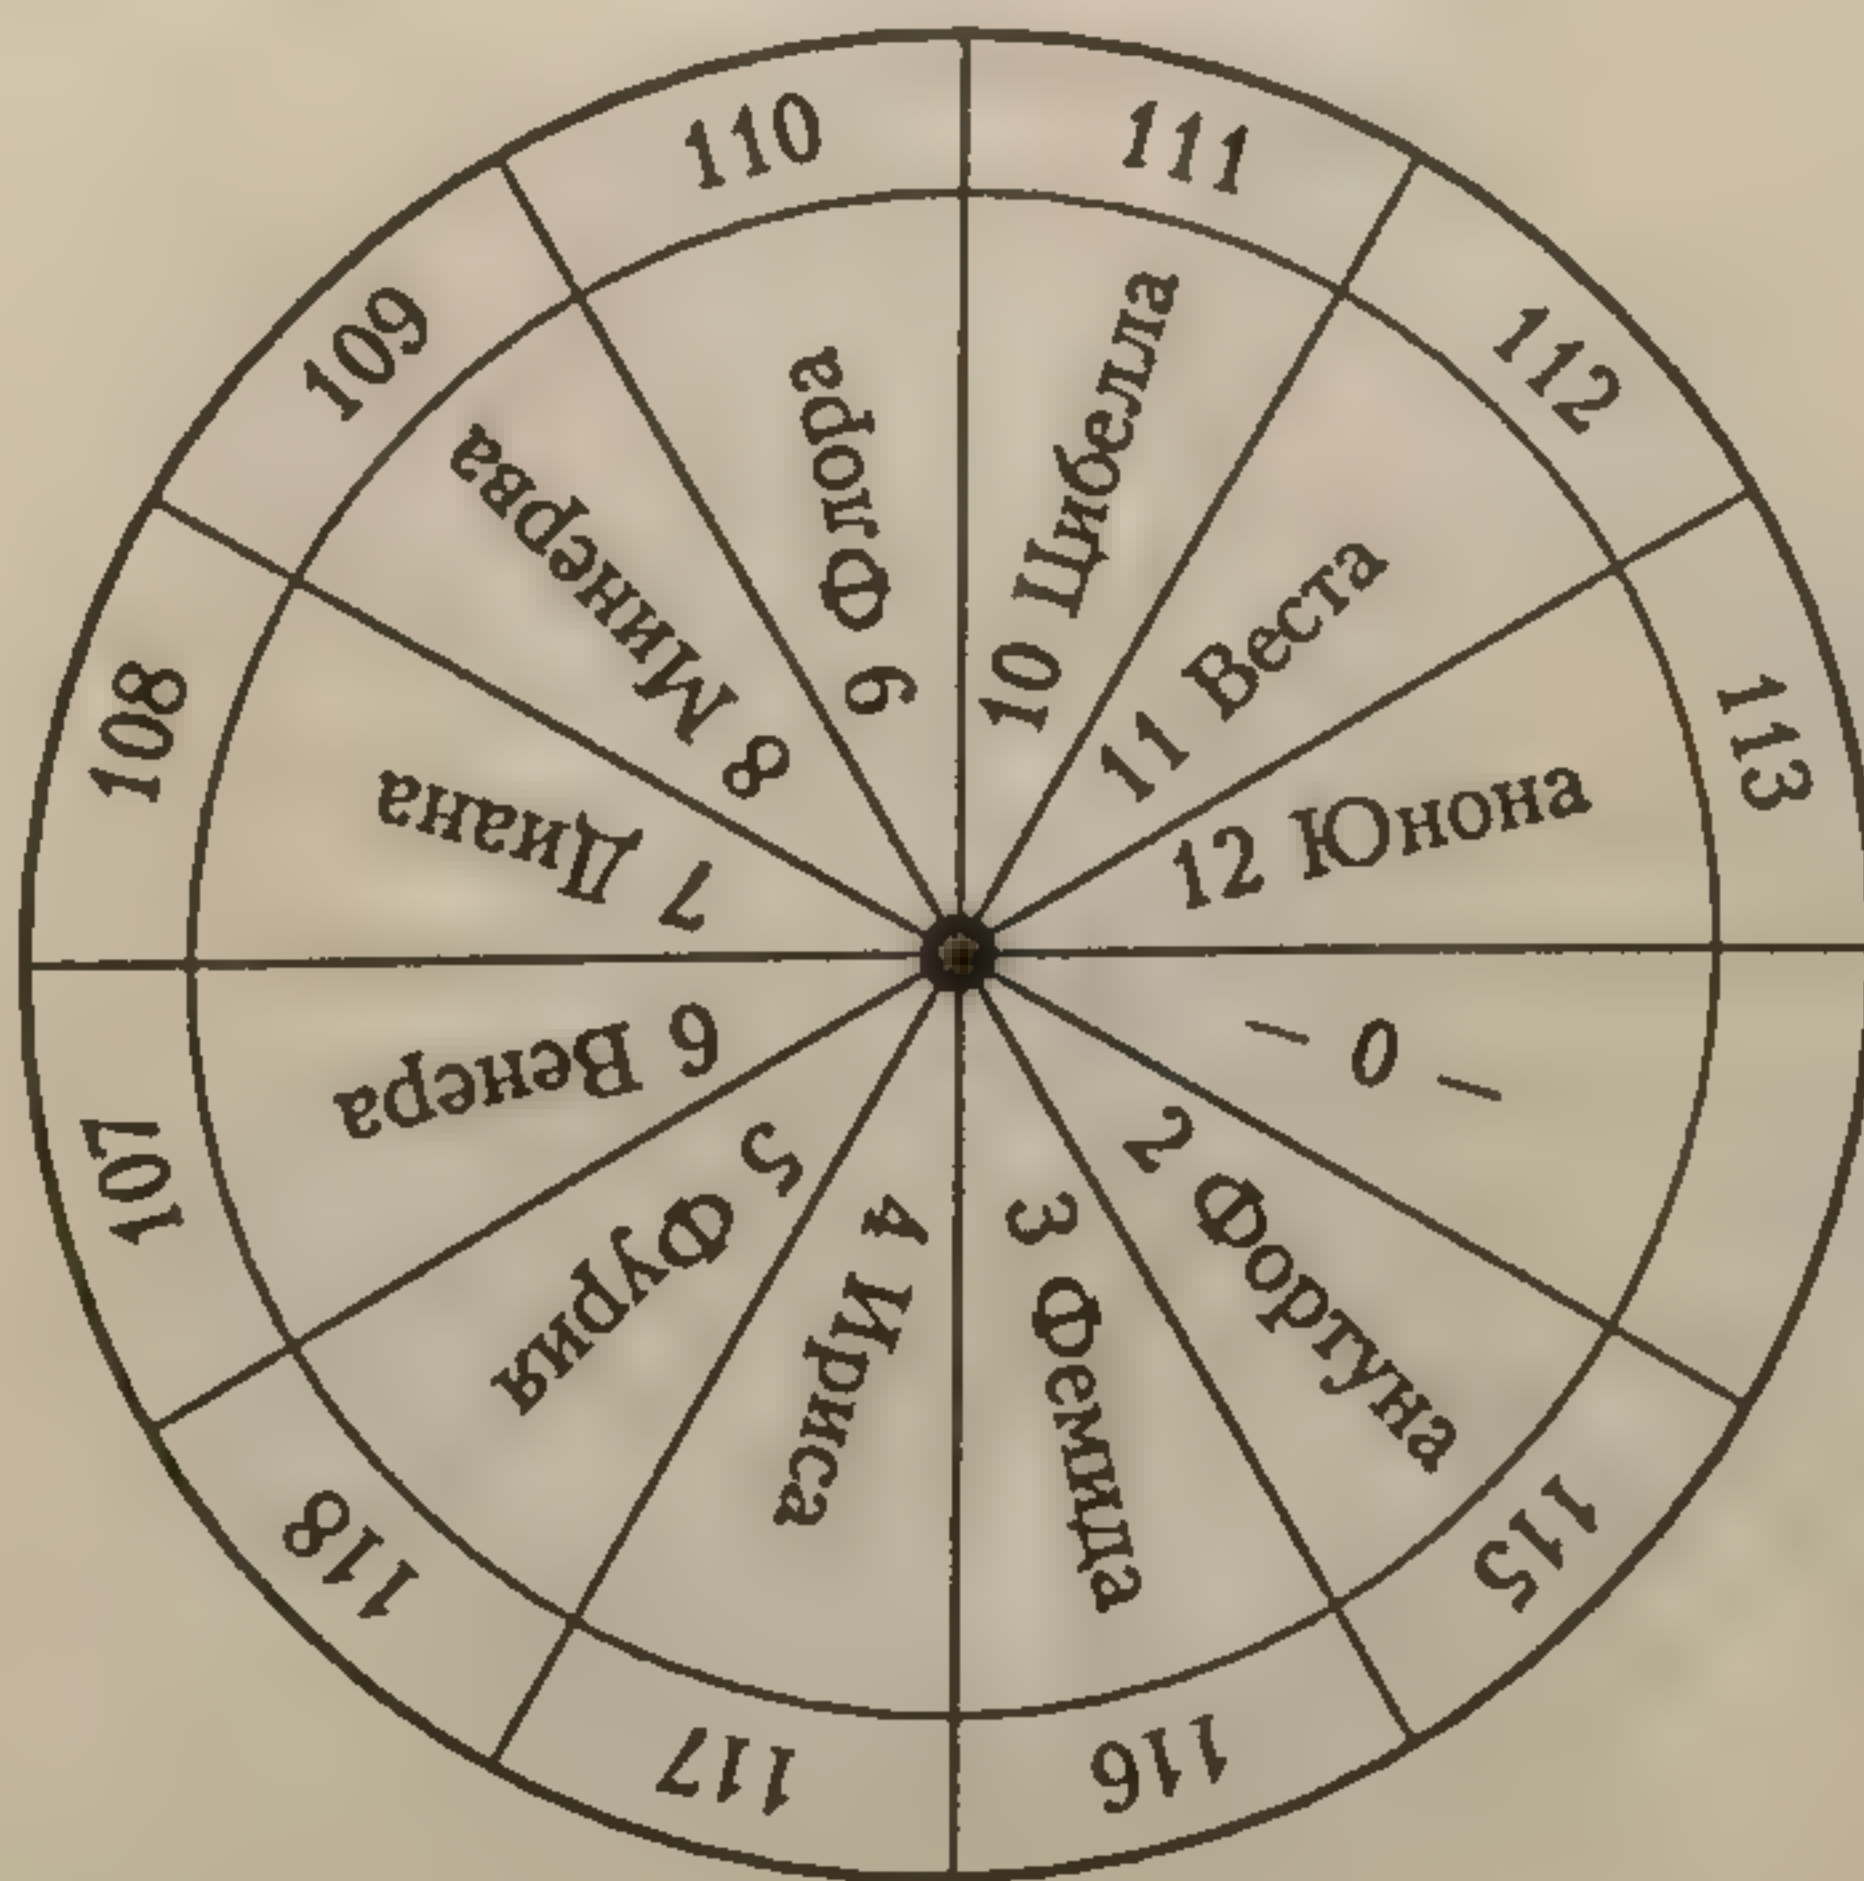 110
111
112
113
115
116
117
118
107
108
109
9 Флора
10 Цибелла
11 Веста
12 Юнона
– 0 –
2 Фортуна
3 Фемида
4 Ириса
5 Фурия
6 Венера
7 Диана
8 Минерва